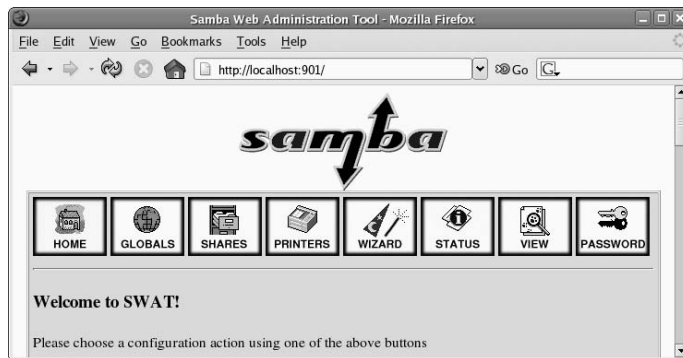 Samba Web Administration Tool - Mozilla Firefox
File Edit View Go Bookmarks Tools Help
http://localhost:901/ Go G
samba
HOME GLOBALS SHARES PRINTERS WIZARD STATUS VIEW PASSWORD
Welcome to SWAT!
Please choose a configuration action using one of the above buttons